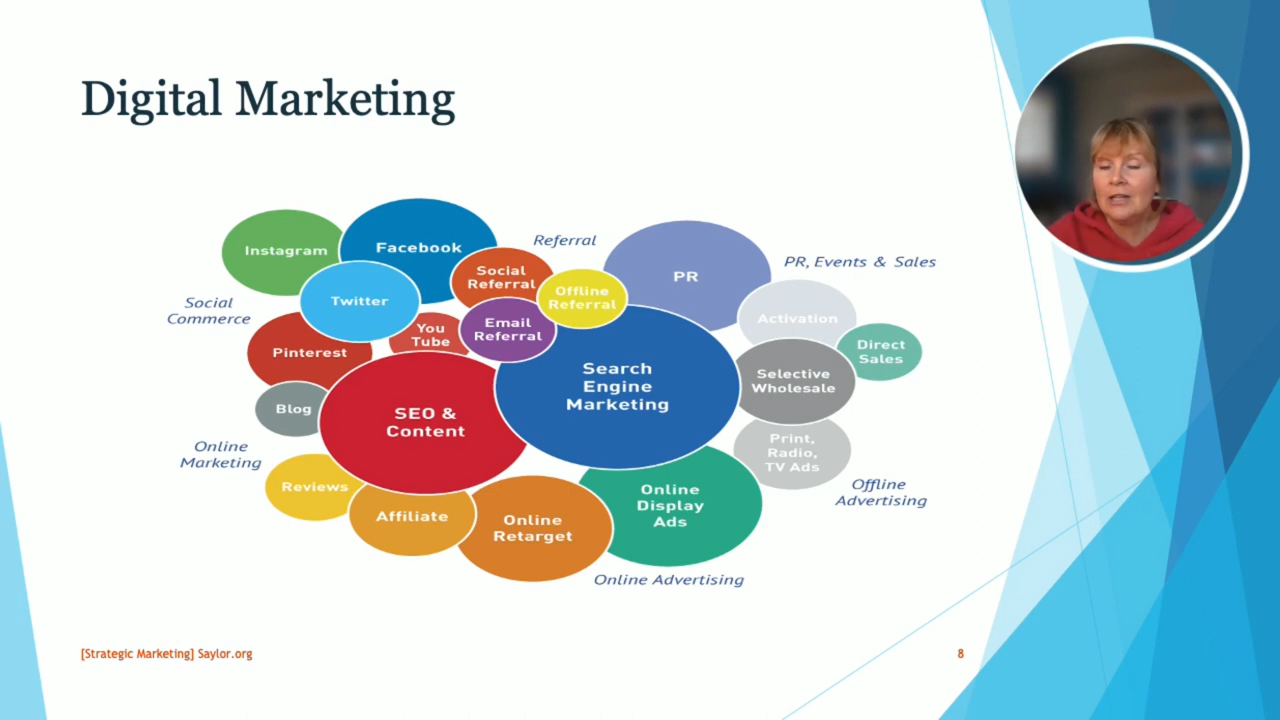 Digital Marketing
Instagram
Facebook
Referral
PR
PR, Events & Sales
Social
Referral
Offline
Referral
Social
Commerce
Twitter
You
Tube
Email
Referral
Activation
Direct
Sales
Pinterest
Search
Engine
Marketing
Selective
Wholesale
Blog
SEO &
Content
Print,
Radio,
TV Ads
Online
Marketing
Reviews
Affiliate
Online
Retarget
Online
Display
Ads
Offline
Advertising
Online Advertising
[Strategic Marketing] Saylor.org
8